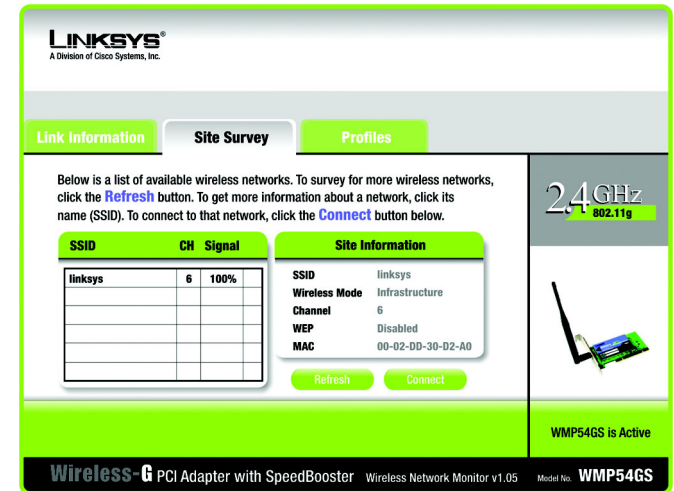 LINKSYS®
A Division of Cisco Systems, Inc.
Link Information
Site Survey
Profiles
Below is a list of available wireless networks. To survey for more wireless networks,
click the Refresh button. To get more information about a network, click its
name (SSID). To connect to that network, click the Connect button below.
SSID CH Signal
linksys 6 100%
Site Information
SSID linksys
Wireless Mode Infrastructure
Channel 6
WEP Disabled
MAC 00-02-DD-30-D2-A0
Refresh Connect
2.4GHz
802.11g
WMP54GS is Active
Wireless-G PCI Adapter with SpeedBooster Wireless Network Monitor v1.05 Model No. WMP54GS